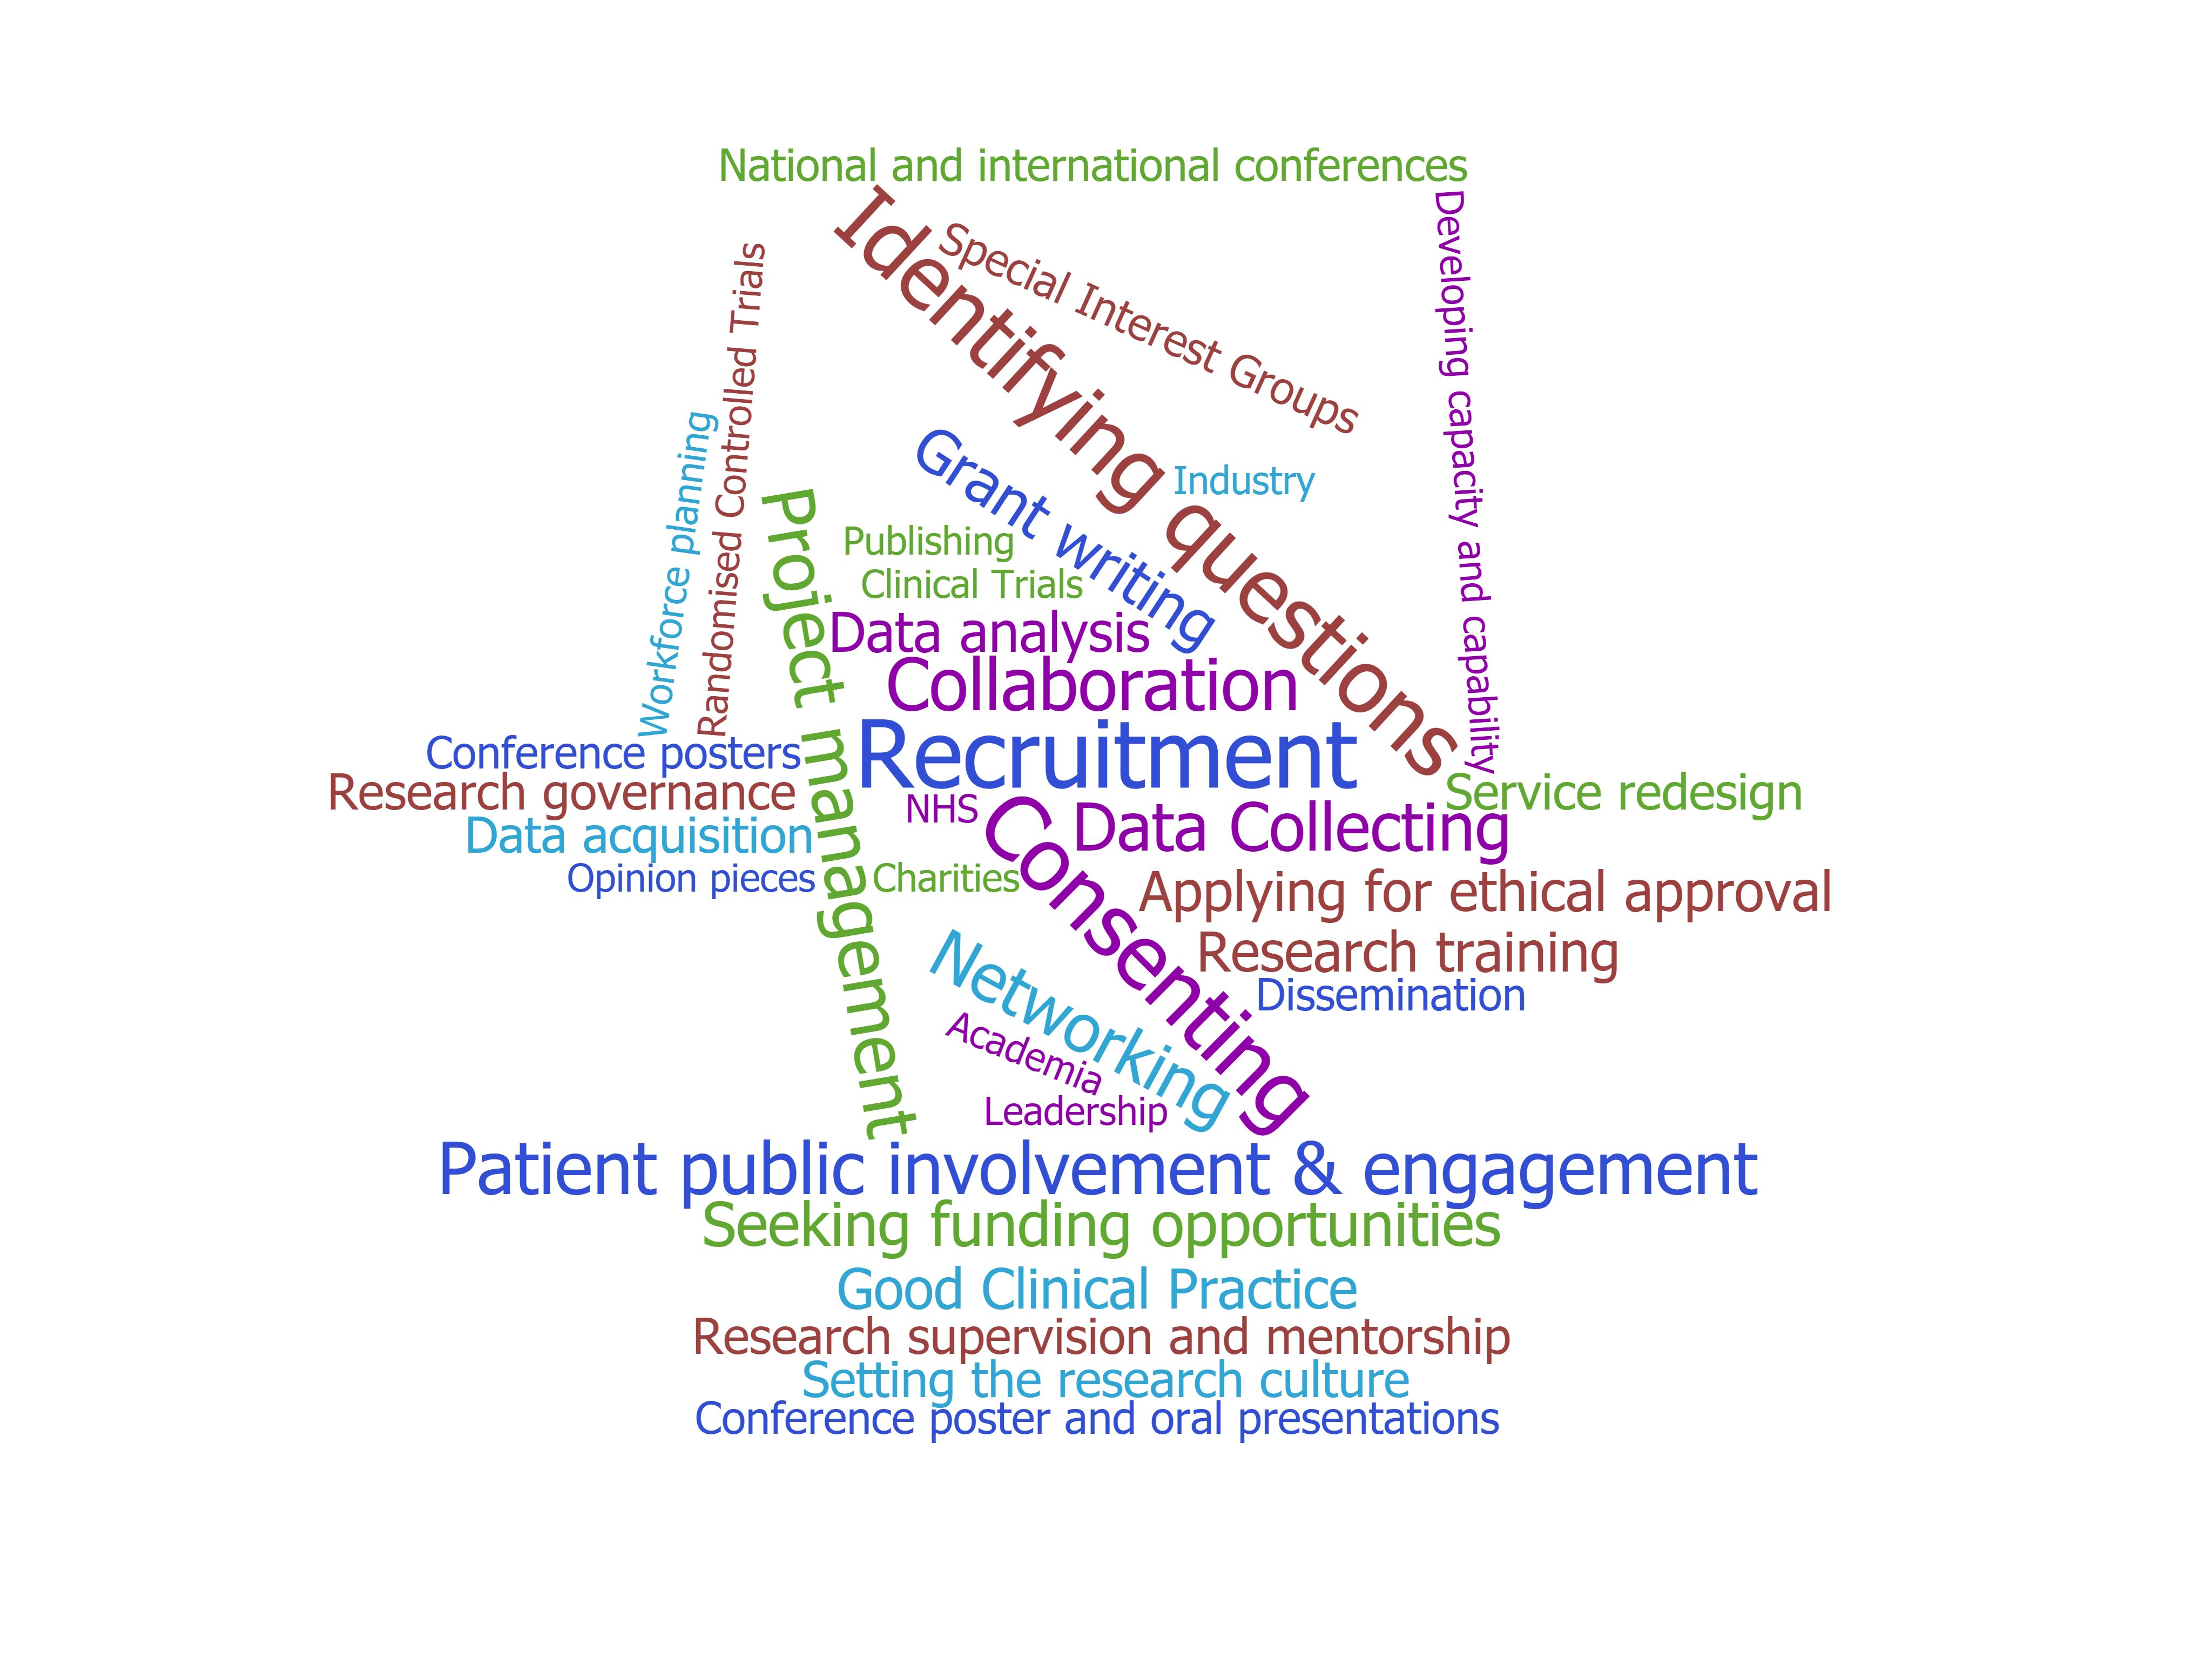 National and international conferences
Identifying questions
Special Interest Groups
Developing capacity and capability
Randomised Controlled Trials
Workforce planning
Grant writing
Industry
Project management
Publishing
Clinical Trials
Data analysis
Collaboration
Recruitment
Conference posters
Research governance
NHS
Consenting
Data Collecting
Service redesign
Data acquisition
Opinion pieces
Charities
Applying for ethical approval
Networking
Research training
Dissemination
Academia
Leadership
Patient public involvement & engagement
Seeking funding opportunities
Good Clinical Practice
Research supervision and mentorship
Setting the research culture
Conference poster and oral presentations